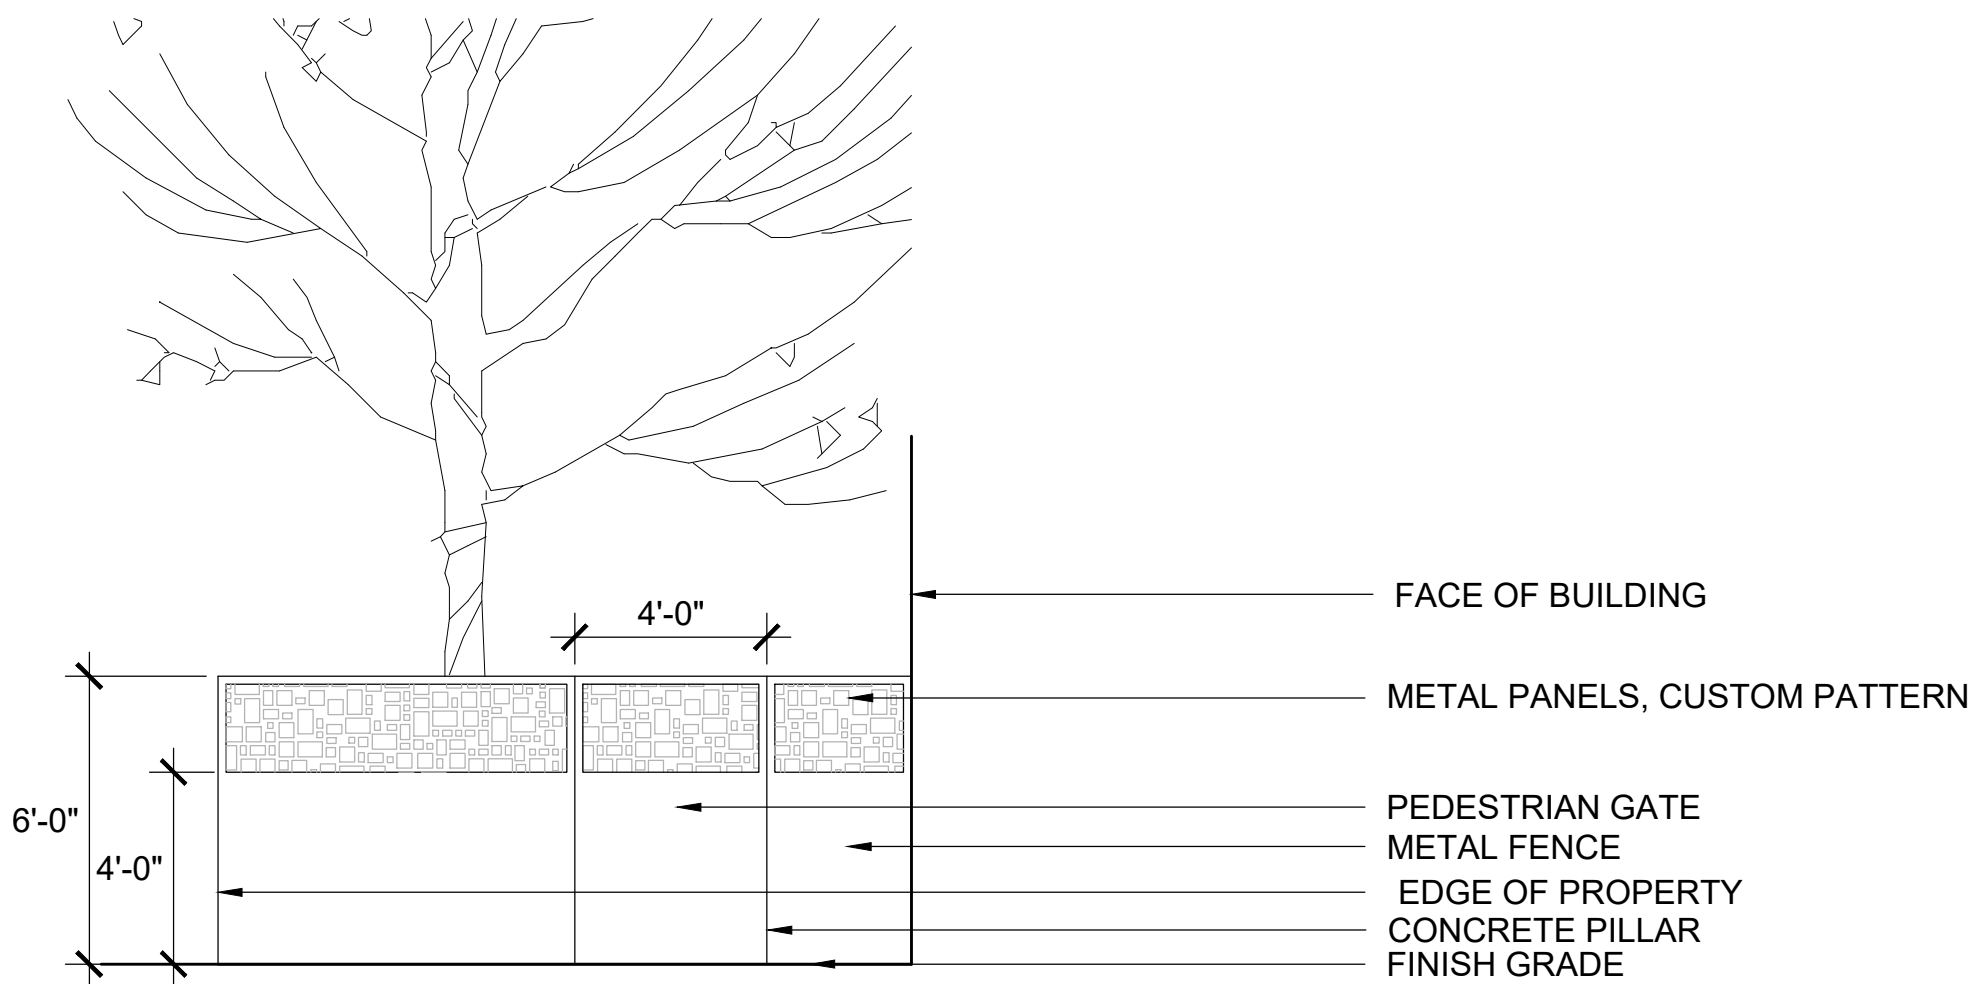 FACE OF BUILDING
4'-0"
METAL PANELS, CUSTOM PATTERN
PEDESTRIAN GATE
6'-0"
METAL FENCE
4'-0"
EDGE OF PROPERTY
CONCRETE PILLAR
FINISH GRADE